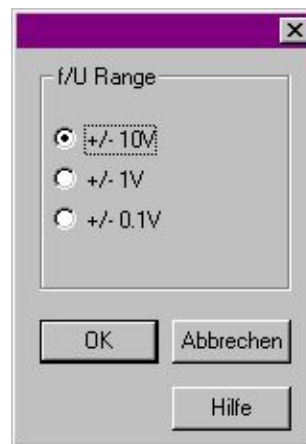 f/U Range
+/- 10V
+/- 1V
+/- 0.1V
OK Abbrechen
Hilfe